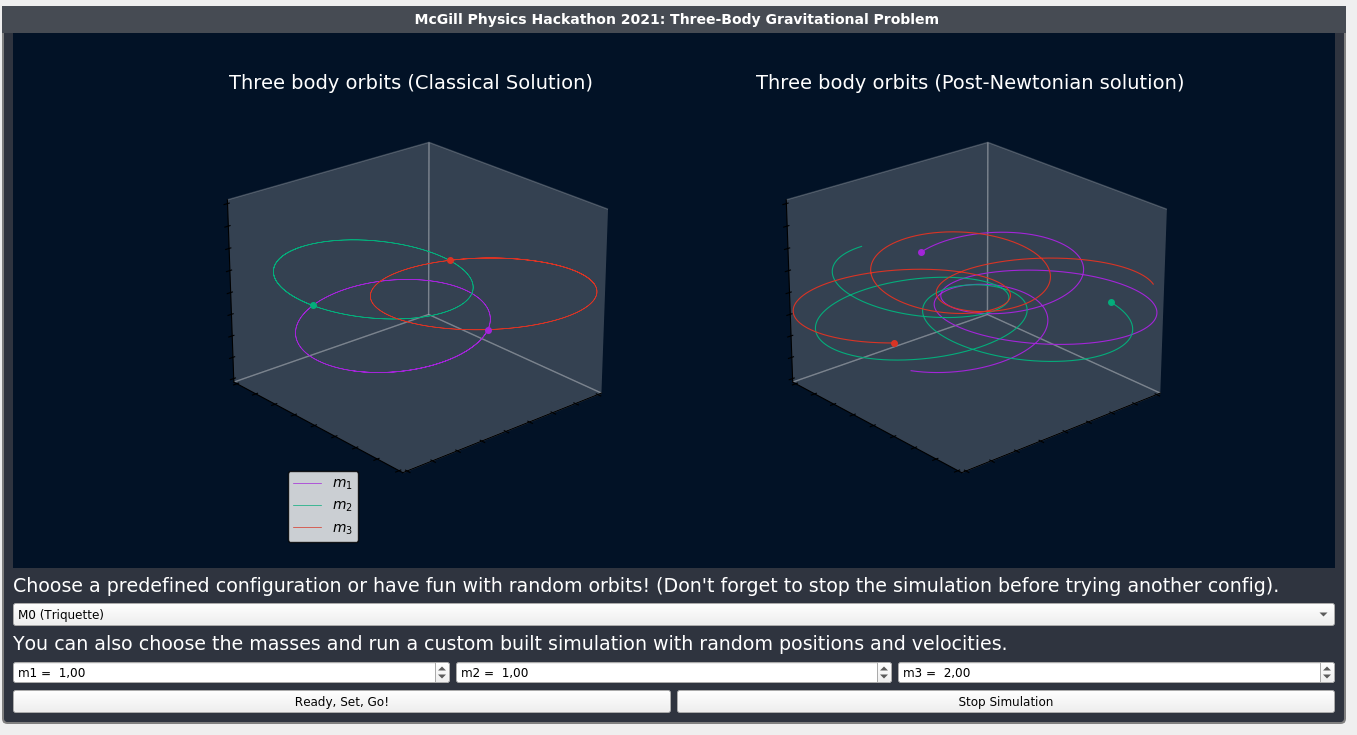 McGill Physics Hackathon 2021: Three-Body Gravitational Problem
Three body orbits (Classical Solution)
Three body orbits (Post-Newtonian solution)
m₁
m₂
m₃
Choose a predefined configuration or have fun with random orbits! (Don't forget to stop the simulation before trying another config).
M0 (Triquette)
You can also choose the masses and run a custom built simulation with random positions and velocities.
m1 = 1,00
m2 = 1,00
m3 = 2,00
Ready, Set, Go!
Stop Simulation